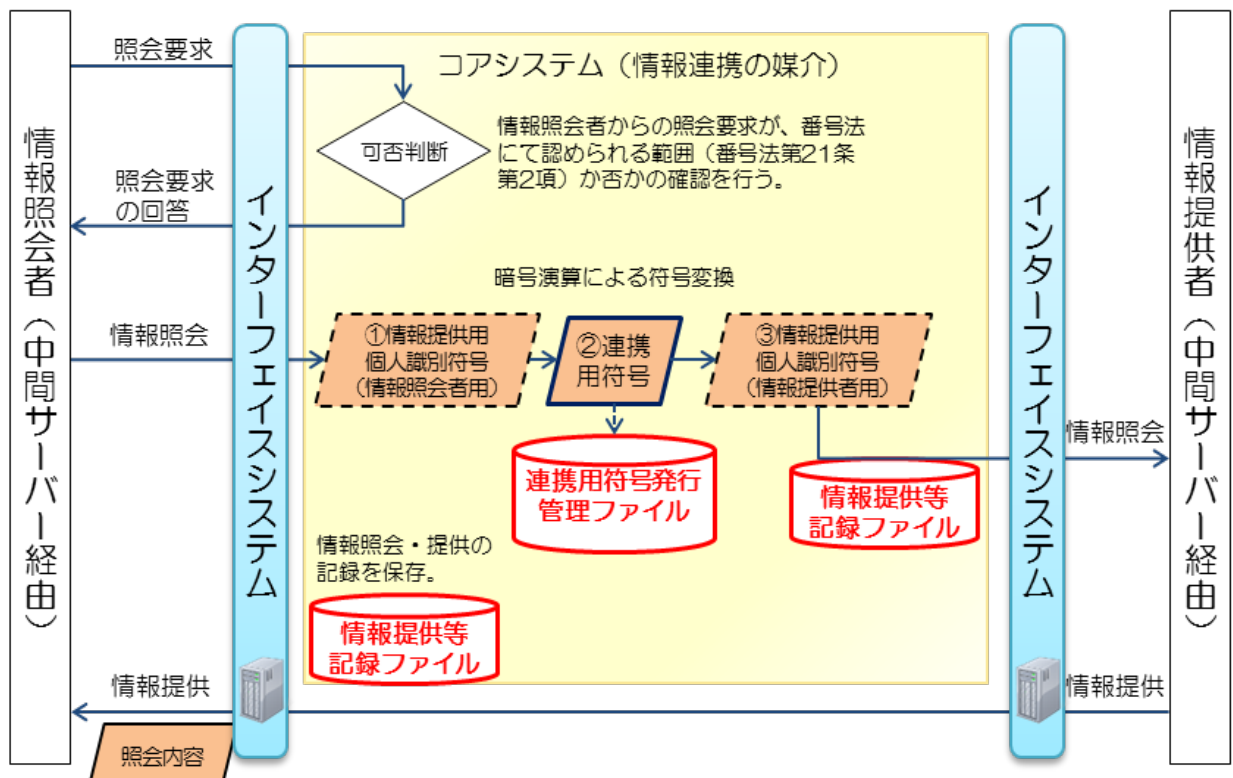 照会要求
コアシステム（情報連携の媒介）
可否判断
情報照会者からの照会要求が、番号法
にて認められる範囲（番号法第21条
第2項）か否かの確認を行う。
照会要求
の回答
情報照会者（中間サーバー経由）
インターフェイスシステム
インターフェイスシステム
情報提供者（中間サーバー経由）
暗号演算による符号変換
情報照会
①情報提供用
個人識別符号
（情報照会者用）
②連携
用符号
③情報提供用
個人識別符号
（情報提供者用）
情報照会
連携用符号発行
管理ファイル
情報提供等
記録ファイル
情報照会・提供の
記録を保存。
情報提供等
記録ファイル
情報提供
情報提供
照会内容